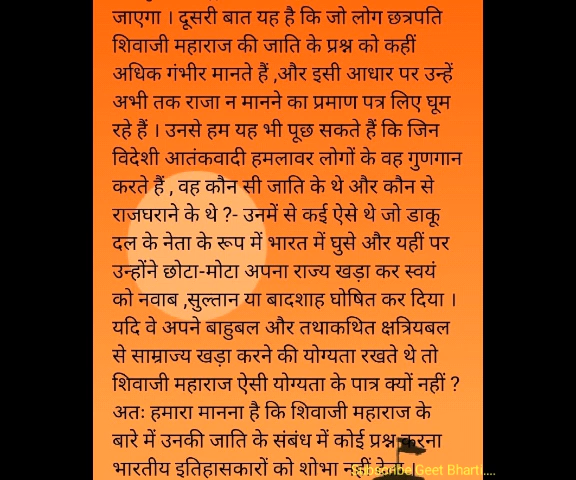 जाएगा । दूसरी बात यह है कि जो लोग छत्रपति
शिवाजी महाराज की जाति के प्रश्न को कहीं
अधिक गंभीर मानते हैं ,और इसी आधार पर उन्हें
अभी तक राजा न मानने का प्रमाण पत्र लिए घूम
रहे हैं । उनसे हम यह भी पूछ सकते हैं कि जिन
विदेशी आतंकवादी हमलावर लोगों के वह गुणगान
करते हैं , वह कौन सी जाति के थे और कौन से
राजघराने के थे ?- उनमें से कई ऐसे थे जो डाकू
दल के नेता के रूप में भारत में घुसे और यहीं पर
उन्होंने छोटा-मोटा अपना राज्य खड़ा कर स्वयं
को नवाब ,सुल्तान या बादशाह घोषित कर दिया ।
यदि वे अपने बाहुबल और तथाकथित क्षत्रियबल
से साम्राज्य खड़ा करने की योग्यता रखते थे तो
शिवाजी महाराज ऐसी योग्यता के पात्र क्यों नहीं ?
अतः हमारा मानना है कि शिवाजी महाराज के
बारे में उनकी जाति के संबंध में कोई प्रश्न करना
भारतीय इतिहासकारों को शोभा नहीं
Subscribe Geet Bharti....